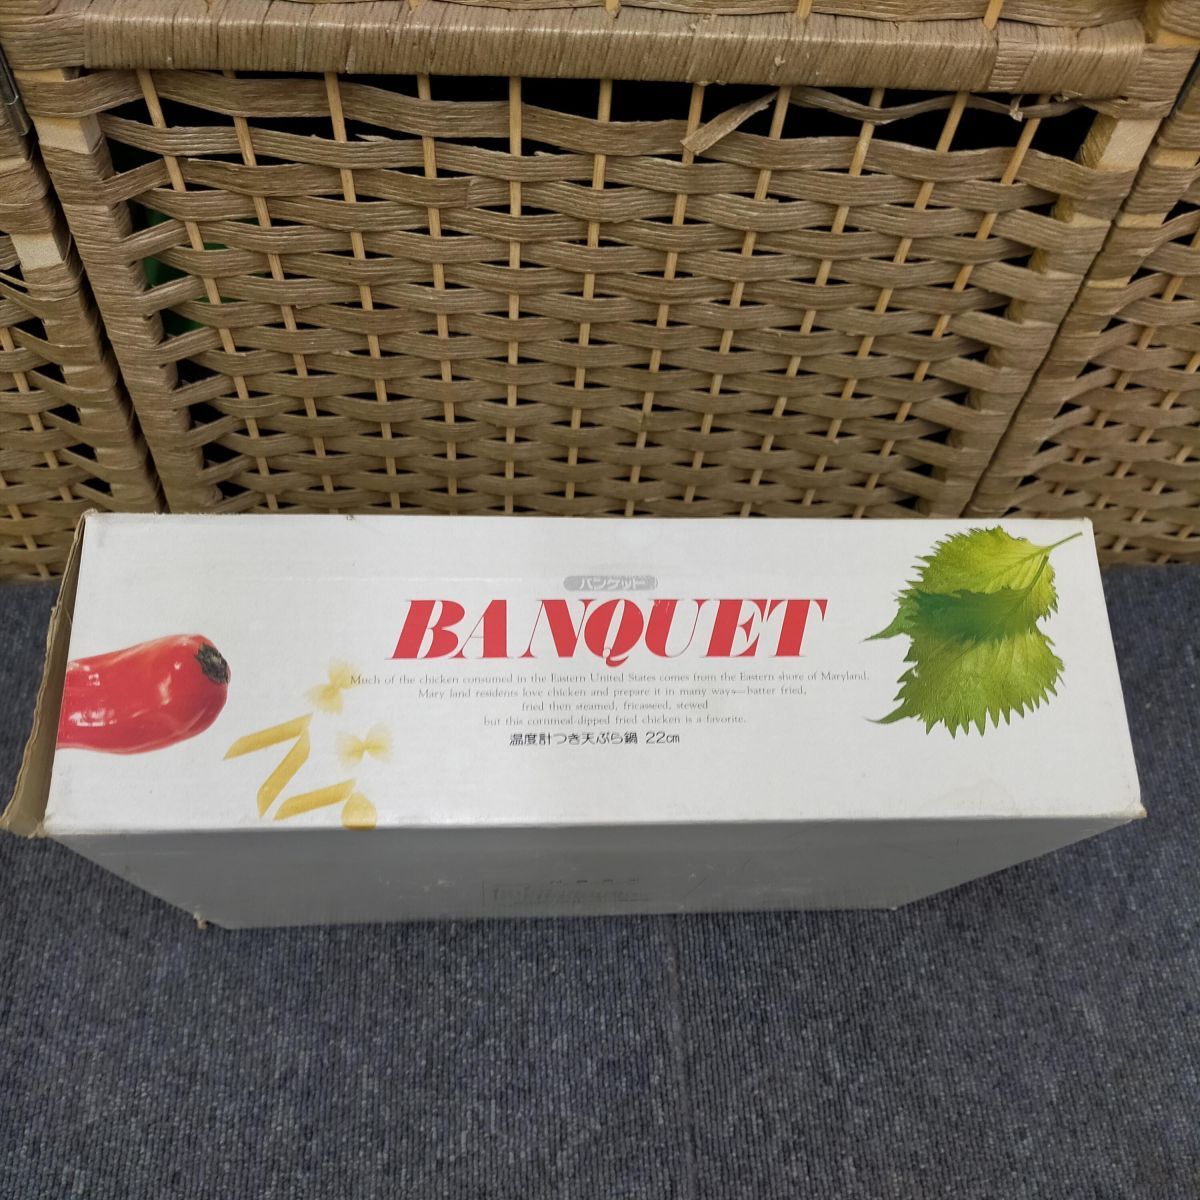 バンケット
BANQUET
Much of the chicken consumed in the Eastern United States comes from the Eastern shore of Maryland.
Mary land residents love chicken and prepare it in many ways—batter fried,
fried then steamed, fricasseed, stewed
but this cornmeal-dipped fried chicken is a favorite.
温度計つき天ぷら鍋 22cm